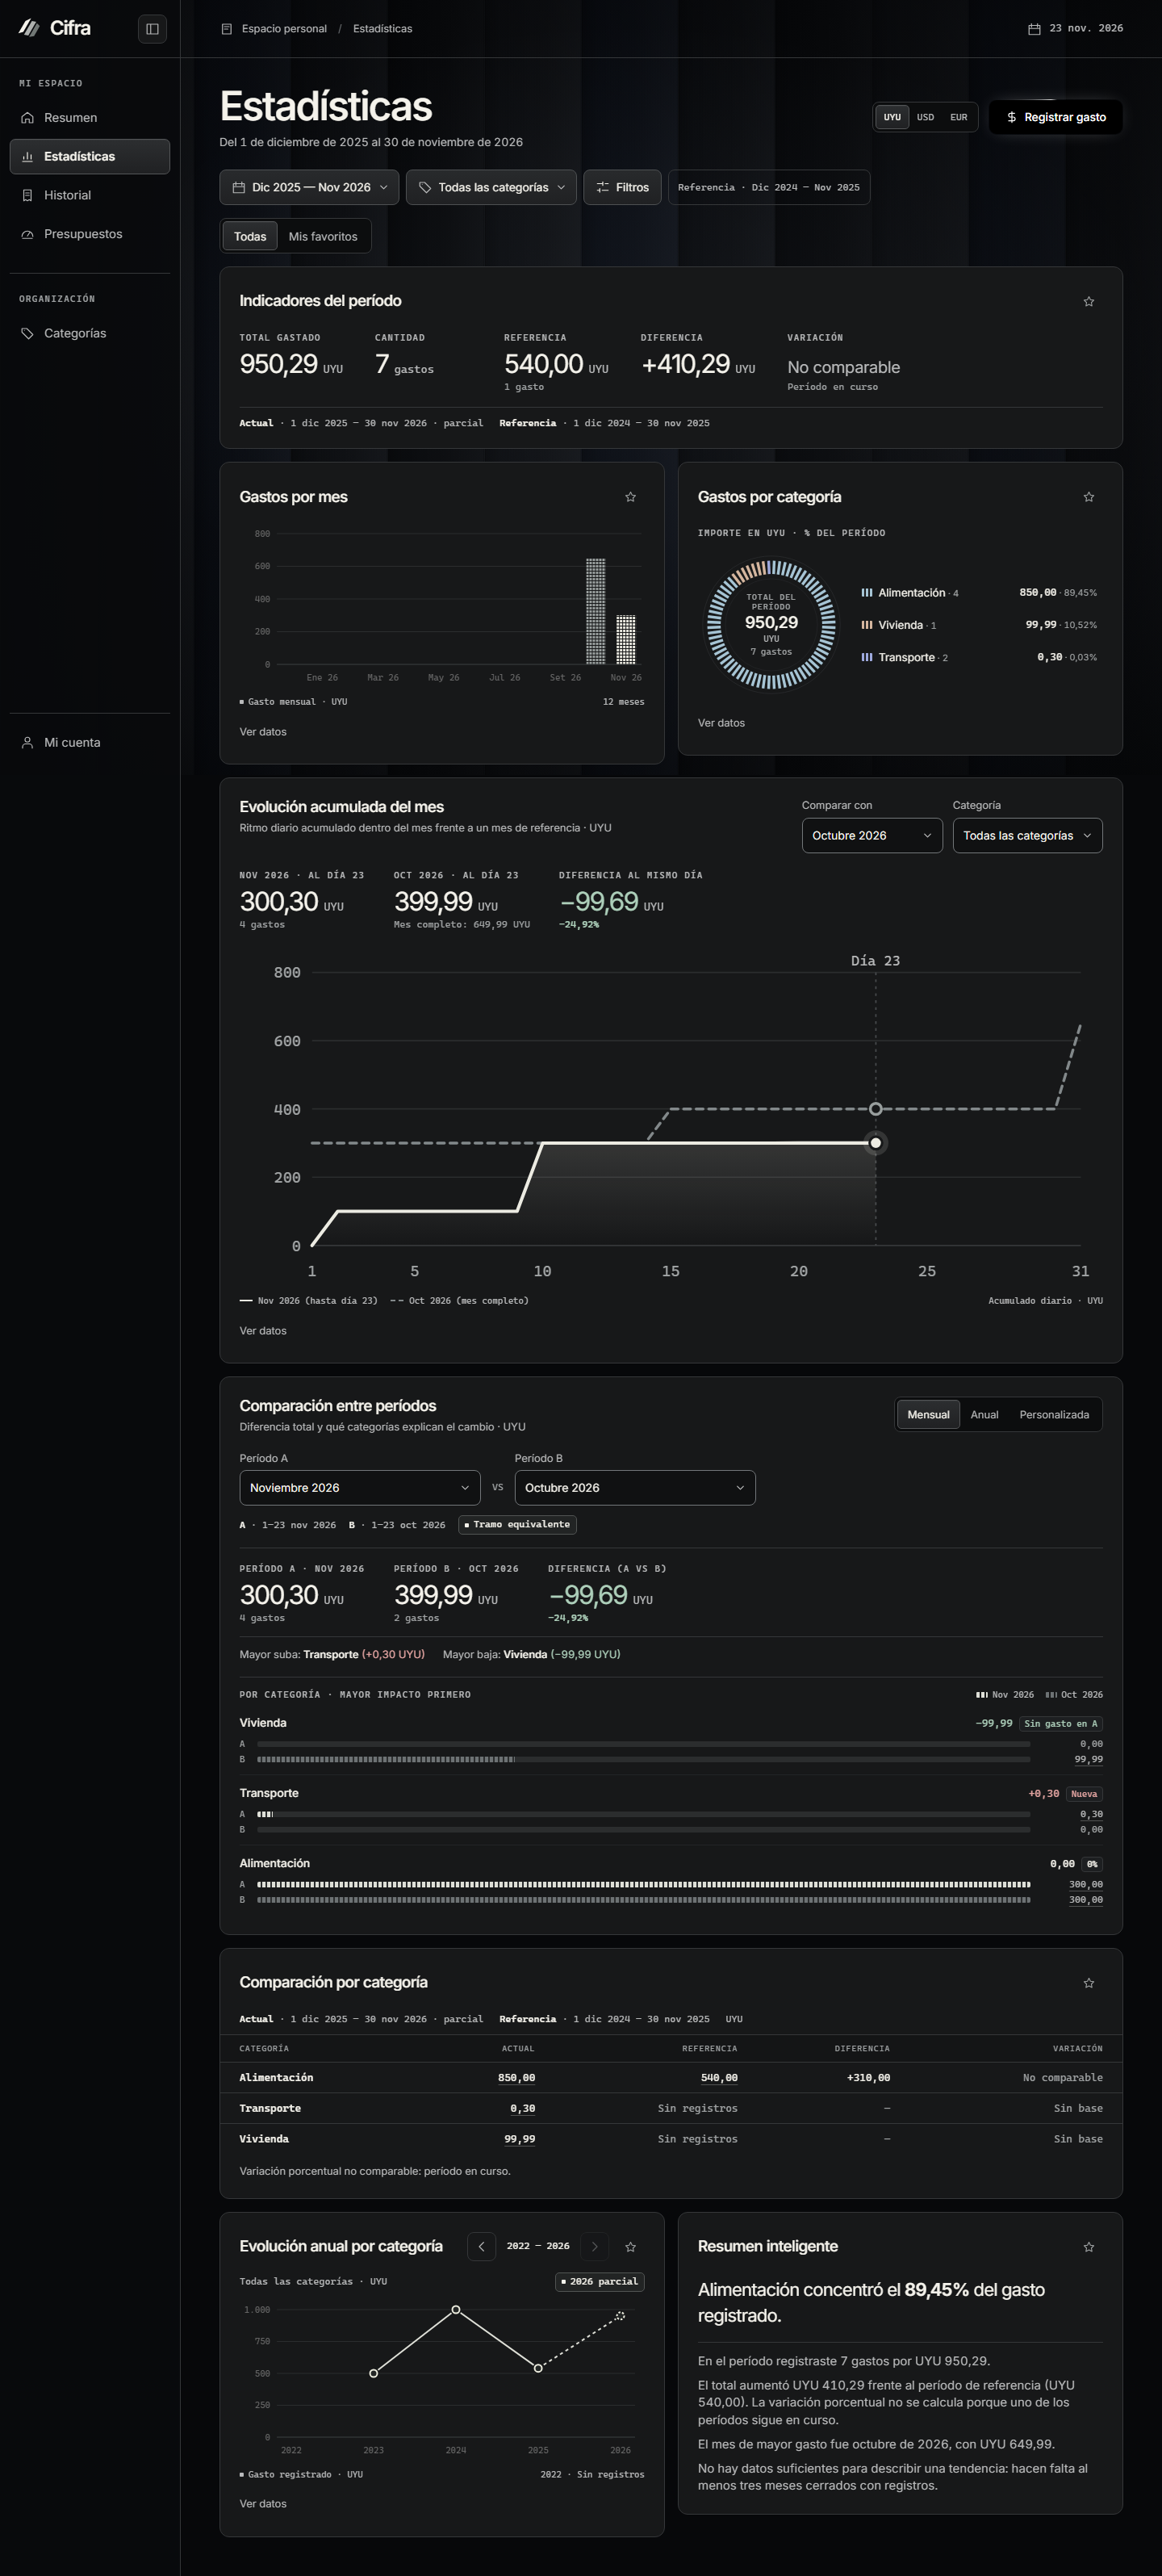 Cifra
Espacio personal / Estadísticas
23 nov. 2026
MI ESPACIO
Resumen
Estadísticas
Historial
Presupuestos
ORGANIZACIÓN
Categorías
Mi cuenta
Estadísticas
Del 1 de diciembre de 2025 al 30 de noviembre de 2026
UYU USD EUR
Registrar gasto
Dic 2025 — Nov 2026
Todas las categorías
Filtros
Referencia · Dic 2024 — Nov 2025
Todas Mis favoritos
Indicadores del período
TOTAL GASTADO
950,29 UYU
CANTIDAD
7 gastos
REFERENCIA
540,00 UYU
1 gasto
DIFERENCIA
+410,29 UYU
VARIACIÓN
No comparable
Período en curso
Actual · 1 dic 2025 — 30 nov 2026 · parcial Referencia · 1 dic 2024 — 30 nov 2025
Gastos por mes
800
600
400
200
0
Ene 26 Mar 26 May 26 Jul 26 Set 26 Nov 26
Gasto mensual · UYU 12 meses
Ver datos
Gastos por categoría
IMPORTE EN UYU · % DEL PERÍODO
TOTAL DEL
PERÍODO
950,29
UYU
7 gastos
Alimentación · 4 850,00 · 89,45%
Vivienda · 1 99,99 · 10,52%
Transporte · 2 0,30 · 0,03%
Ver datos
Evolución acumulada del mes
Ritmo diario acumulado dentro del mes frente a un mes de referencia · UYU
Comparar con
Octubre 2026
Categoría
Todas las categorías
NOV 2026 · AL DÍA 23
300,30 UYU
4 gastos
OCT 2026 · AL DÍA 23
399,99 UYU
Mes completo: 649,99 UYU
DIFERENCIA AL MISMO DÍA
−99,69 UYU
−24,92%
Día 23
800
600
400
200
0
1 5 10 15 20 25 31
Nov 2026 (hasta día 23) Oct 2026 (mes completo) Acumulado diario · UYU
Ver datos
Comparación entre períodos
Diferencia total y qué categorías explican el cambio · UYU
Mensual Anual Personalizada
Período A
Noviembre 2026
VS
Período B
Octubre 2026
A · 1–23 nov 2026 B · 1–23 oct 2026 Tramo equivalente
PERÍODO A · NOV 2026
300,30 UYU
4 gastos
PERÍODO B · OCT 2026
399,99 UYU
2 gastos
DIFERENCIA (A VS B)
−99,69 UYU
−24,92%
Mayor suba: Transporte (+0,30 UYU) Mayor baja: Vivienda (−99,99 UYU)
POR CATEGORÍA · MAYOR IMPACTO PRIMERO Nov 2026 Oct 2026
Vivienda −99,99 Sin gasto en A
A 0,00
B 99,99
Transporte +0,30 Nueva
A 0,30
B 0,00
Alimentación 0,00 0%
A 300,00
B 300,00
Comparación por categoría
Actual · 1 dic 2025 — 30 nov 2026 · parcial Referencia · 1 dic 2024 — 30 nov 2025 UYU
CATEGORÍA ACTUAL REFERENCIA DIFERENCIA VARIACIÓN
Alimentación 850,00 540,00 +310,00 No comparable
Transporte 0,30 Sin registros — Sin base
Vivienda 99,99 Sin registros — Sin base
Variación porcentual no comparable: período en curso.
Evolución anual por categoría
2022 — 2026
Todas las categorías · UYU
2026 parcial
1.000
750
500
250
0
2022 2023 2024 2025 2026
Gasto registrado · UYU 2022 · Sin registros
Ver datos
Resumen inteligente
Alimentación concentró el 89,45% del gasto
registrado.
En el período registraste 7 gastos por UYU 950,29.
El total aumentó UYU 410,29 frente al período de referencia (UYU
540,00). La variación porcentual no se calcula porque uno de los
períodos sigue en curso.
El mes de mayor gasto fue octubre de 2026, con UYU 649,99.
No hay datos suficientes para describir una tendencia: hacen falta al
menos tres meses cerrados con registros.